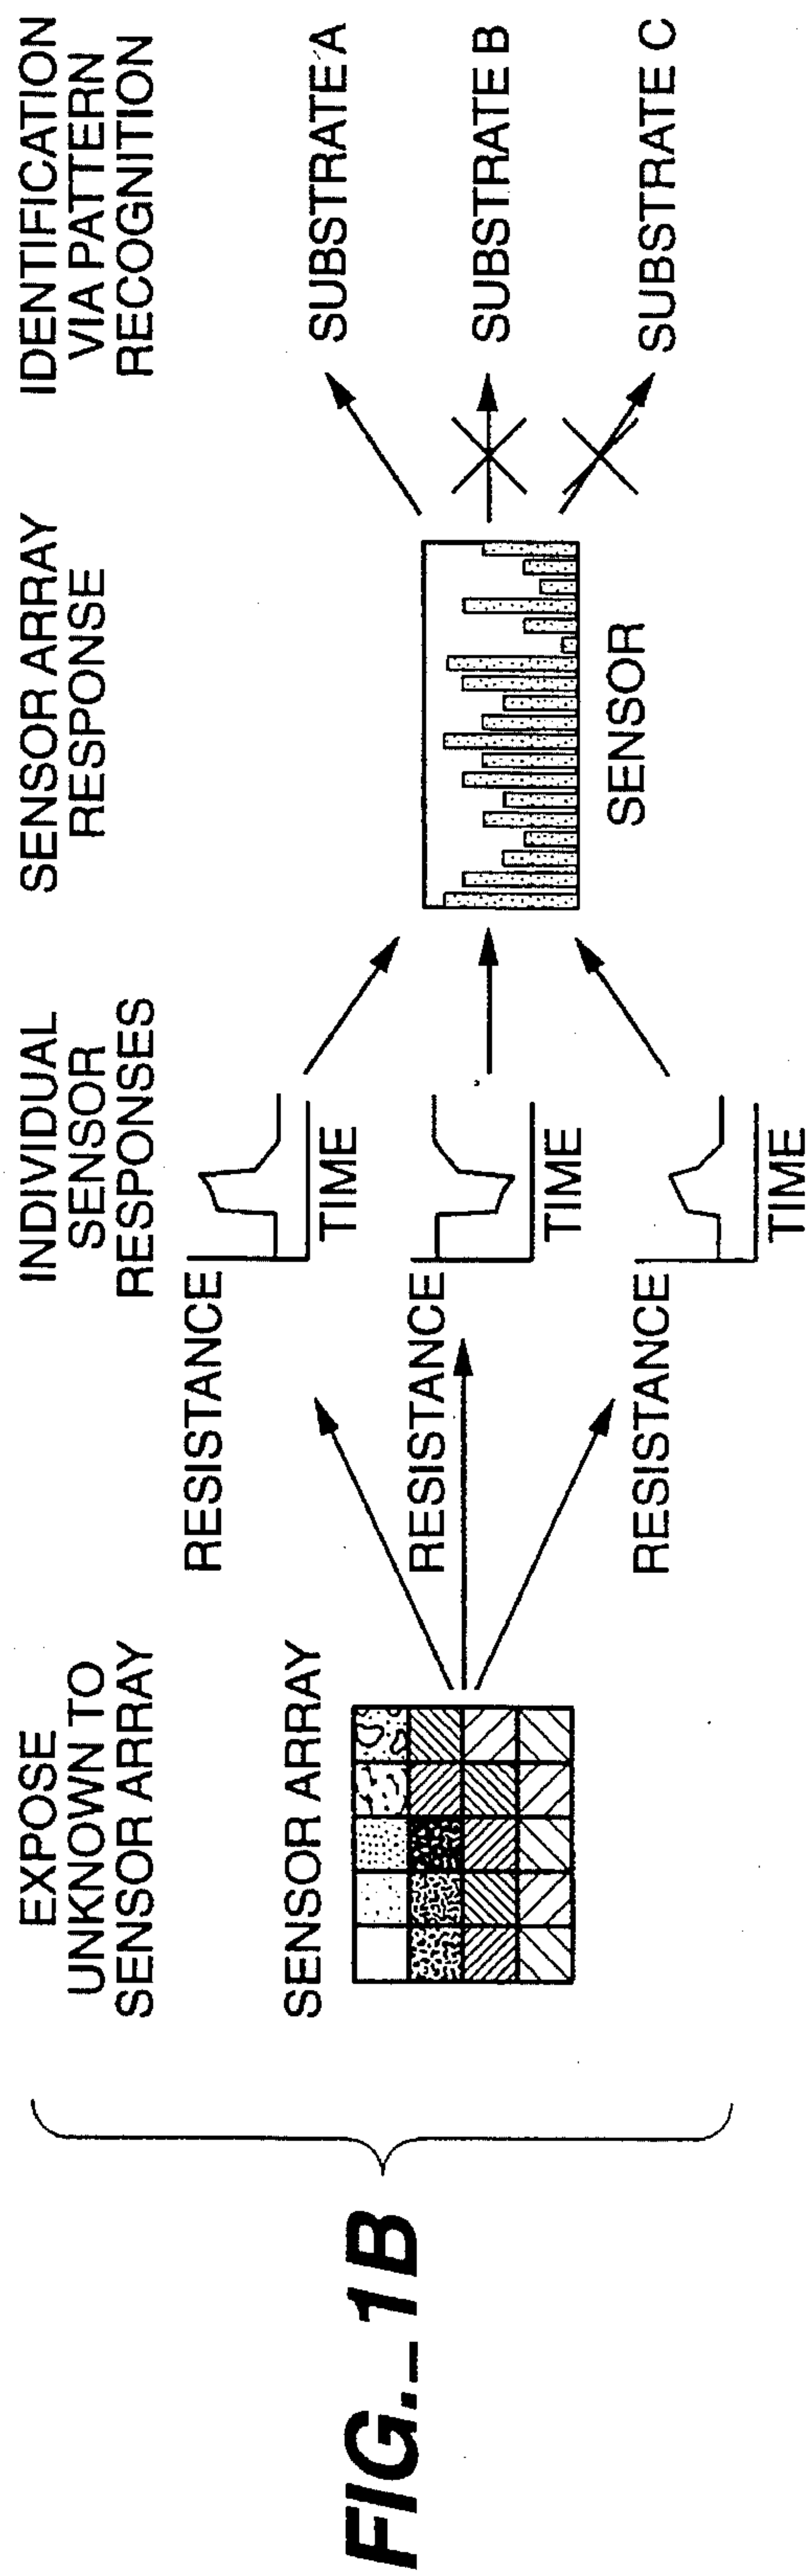 EXPOSE
UNKNOWN TO
SENSOR ARRAY
SENSOR ARRAY
INDIVIDUAL
SENSOR
RESPONSES
RESISTANCE
TIME
RESISTANCE
TIME
RESISTANCE
TIME
SENSOR ARRAY
RESPONSE
SENSOR
IDENTIFICATION
VIA PATTERN
RECOGNITION
SUBSTRATE A
SUBSTRATE B
SUBSTRATE C
FIG._1B